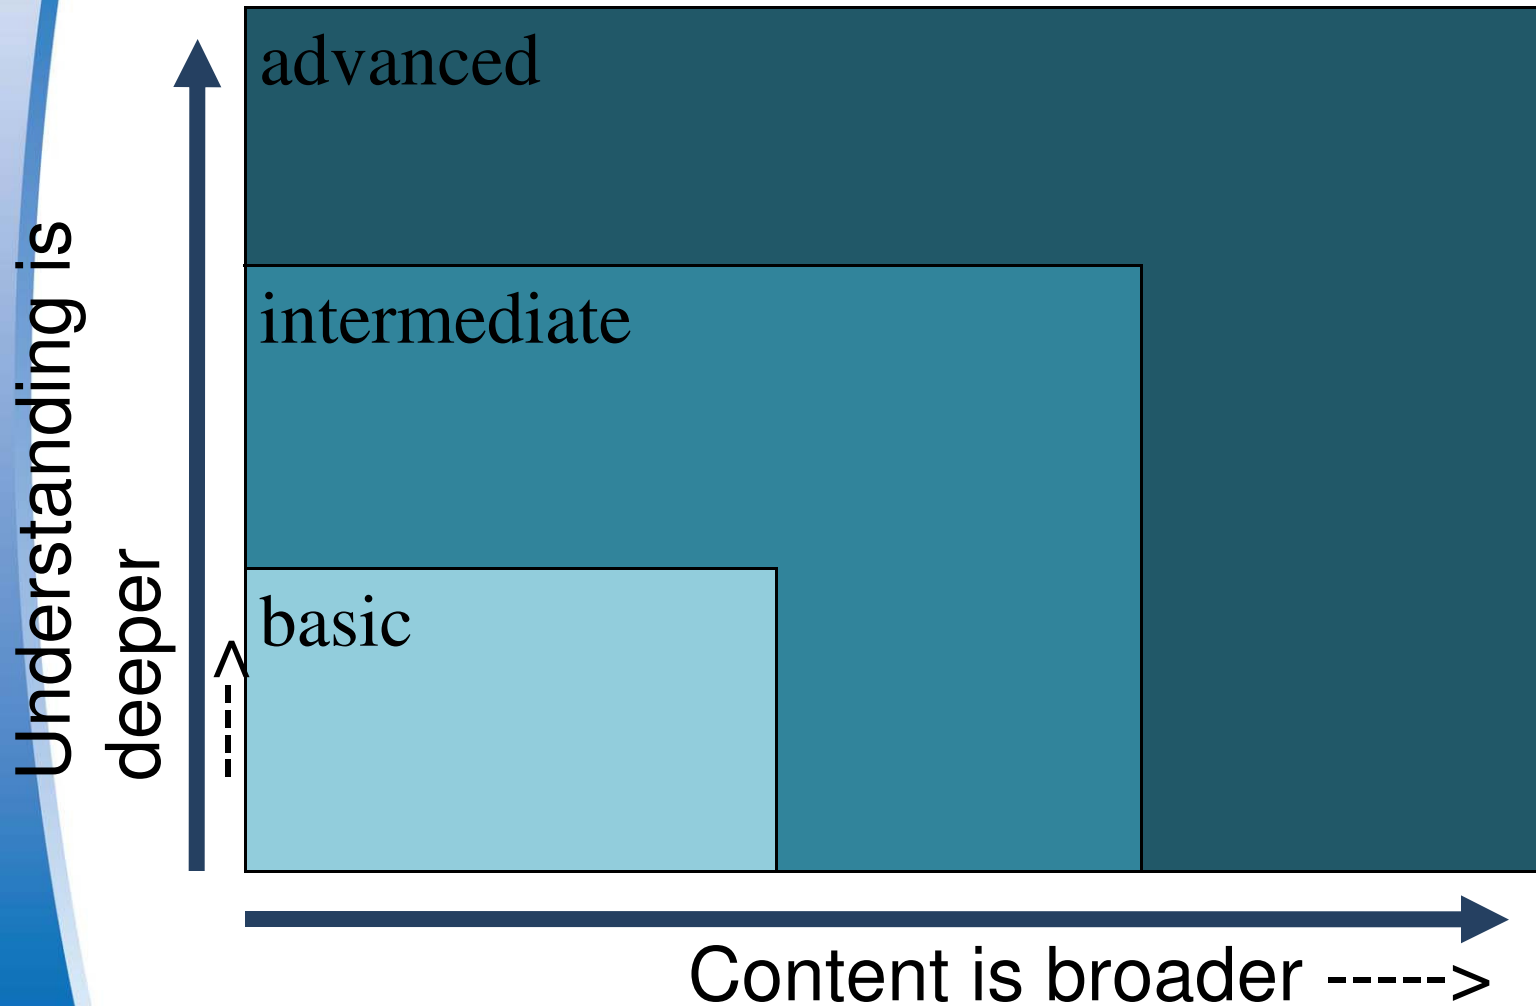 advanced
intermediate
basic
Understanding is
deeper
---->
Content is broader ----->